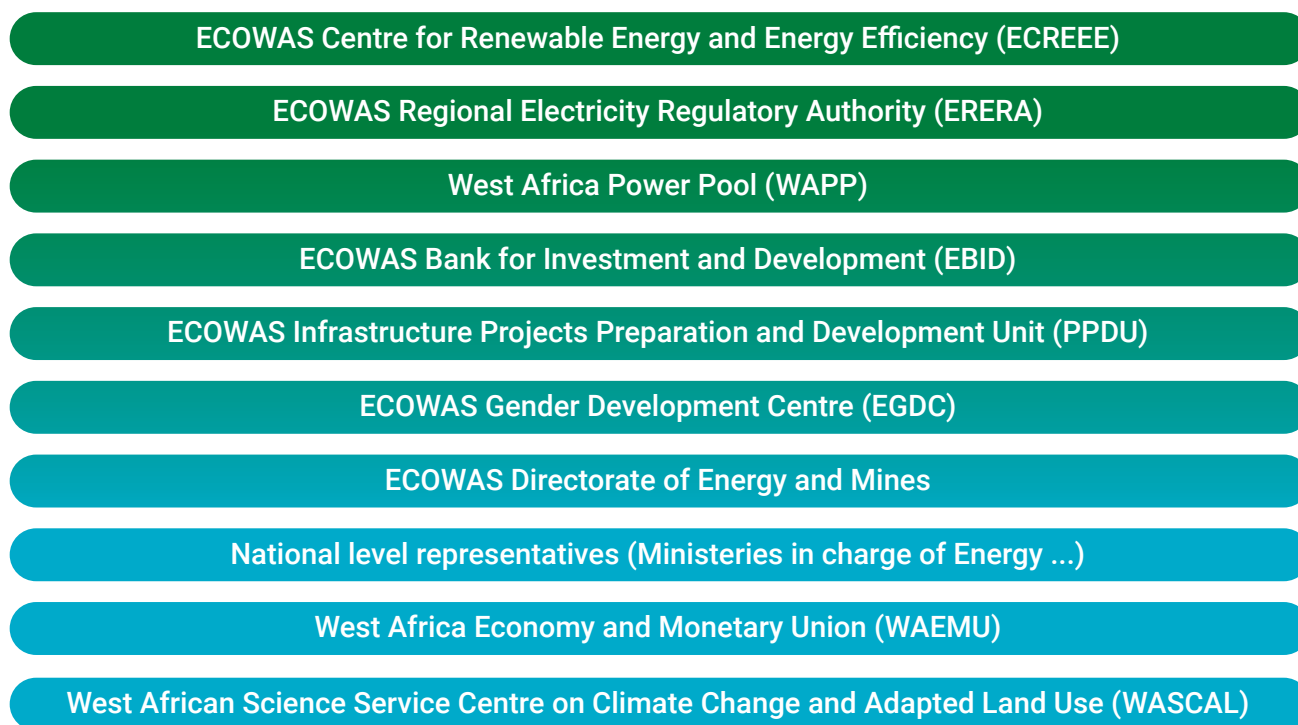 ECOWAS Centre for Renewable Energy and Energy Efficiency (ECREEE)
ECOWAS Regional Electricity Regulatory Authority (ERERA)
West Africa Power Pool (WAPP)
ECOWAS Bank for Investment and Development (EBID)
ECOWAS Infrastructure Projects Preparation and Development Unit (PPDU)
ECOWAS Gender Development Centre (EGDC)
ECOWAS Directorate of Energy and Mines
National level representatives (Ministeries in charge of Energy ...)
West Africa Economy and Monetary Union (WAEMU)
West African Science Service Centre on Climate Change and Adapted Land Use (WASCAL)